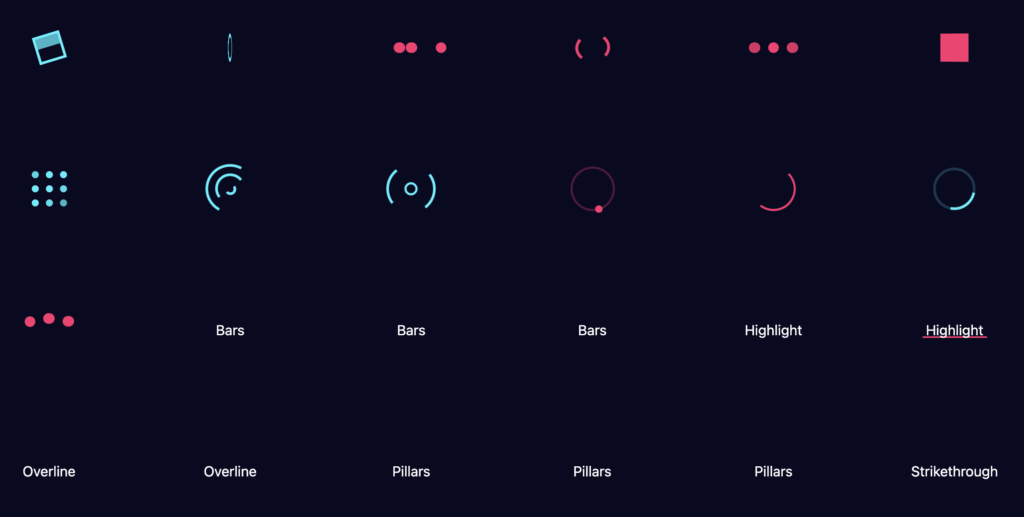 Bars
Bars
Bars
Highlight
Highlight
Overline
Overline
Pillars
Pillars
Pillars
Strikethrough